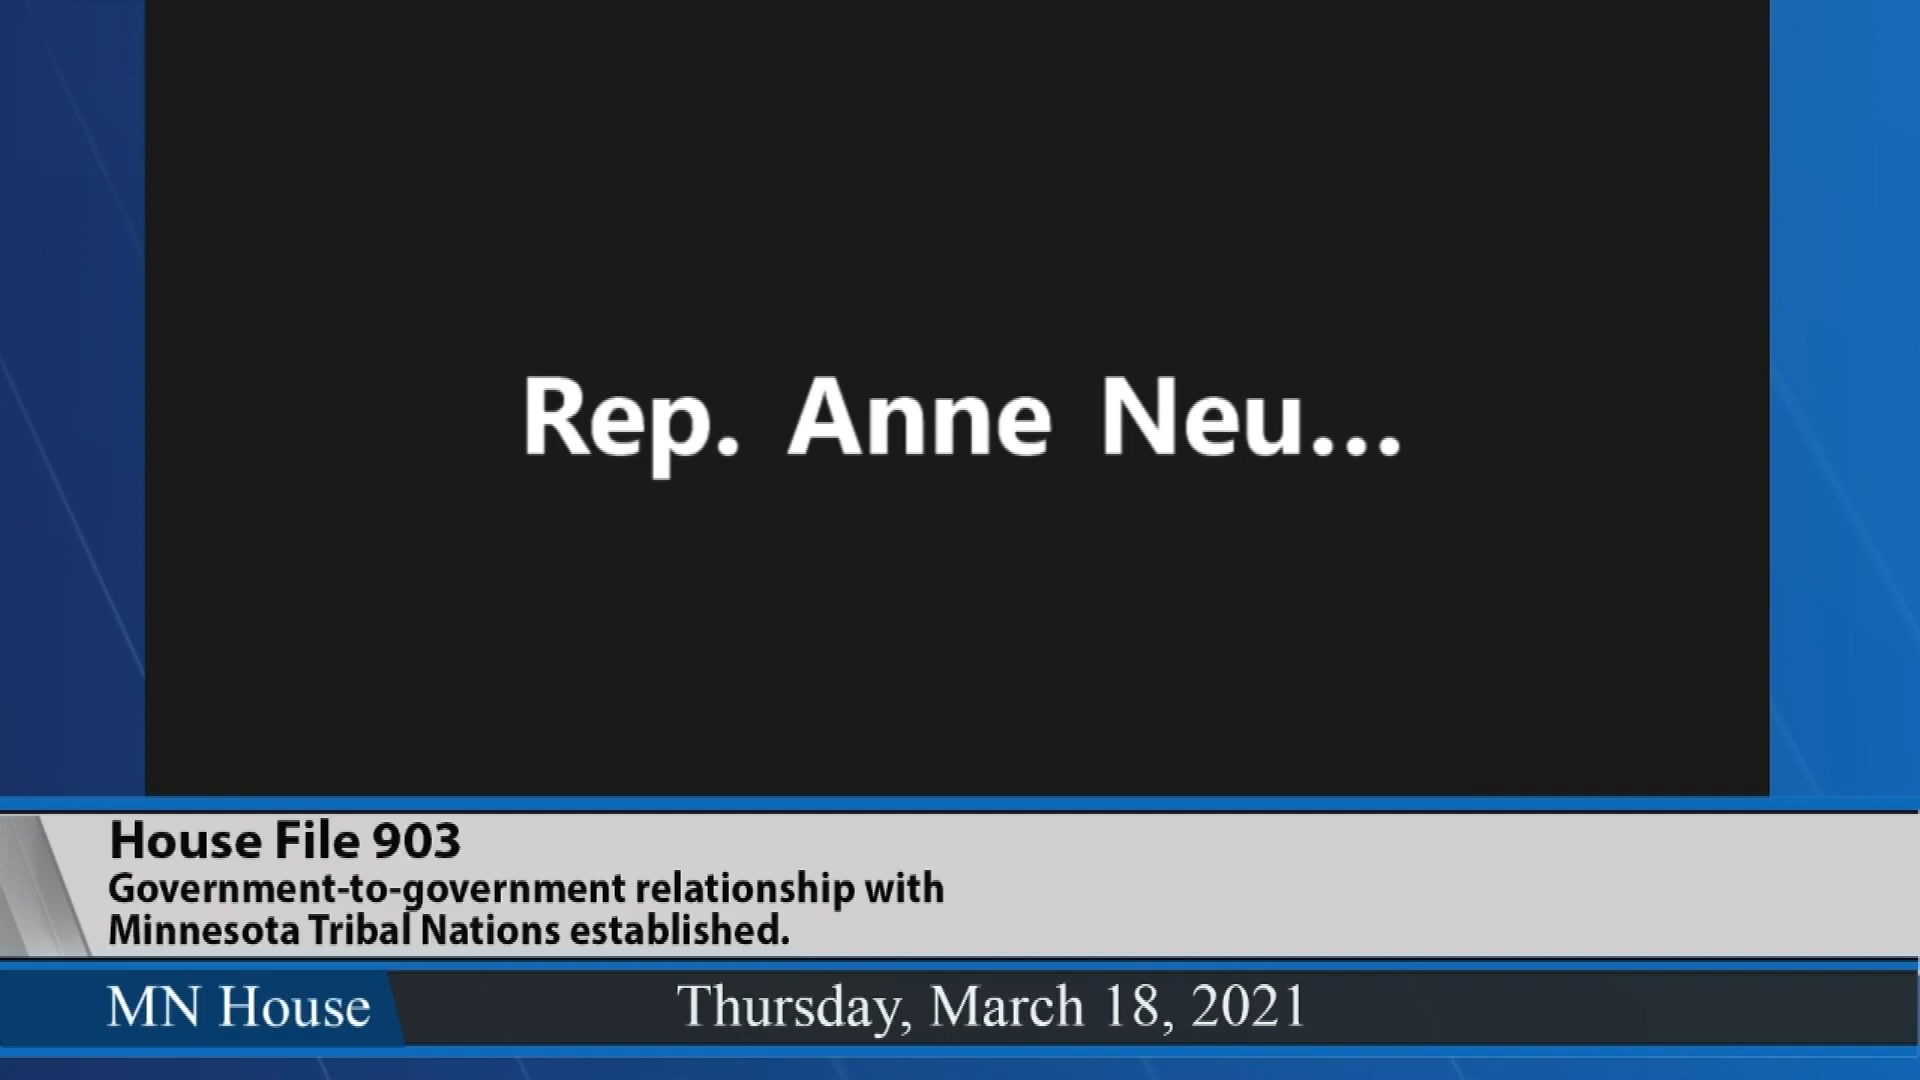 Rep. Anne Neu...
House File 903
Government-to-government relationship with
Minnesota Tribal Nations established.
MN House
Thursday, March 18, 2021